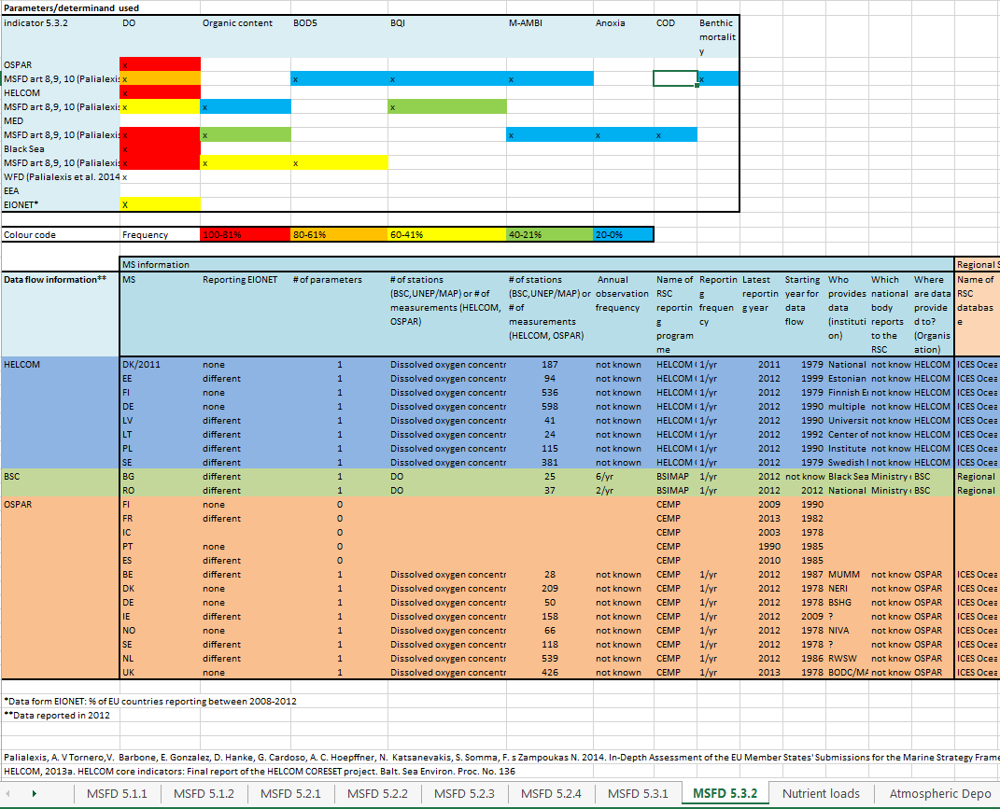 Parameters/determinand used
indicator 5.3.2 DO Organic content BOD5 BQI M-AMBI Anoxia COD Benthic
mortalit
y
OSPAR x
MSFD art 8,9, 10 (Palialexis x x x x x
HELCOM x
MSFD art 8,9, 10 (Palialexis x x x
MED
MSFD art 8,9, 10 (Palialexis x x x x x
Black Sea x
MSFD art 8,9, 10 (Palialexis x x x
WFD (Palialexis et al. 2014 x
EEA
EIONET* X
Colour code Frequency 100-81% 80-61% 60-41% 40-21% 20-0%
MS information Regional S
Data flow information** MS Reporting EIONET # of parameters # of stations # of stations Annual Name of Reportin Latest Starting Who Which Where Name of
(BSC,UNEP/MAP) or # of (BSC,UNEP/MAP) or observation RSC g reportin year for provides national are data RSC
measurements (HELCOM, # of frequency reportin frequen g year data data body provide databas
OSPAR) measurements g cy flow (instituti reports d to? e
(HELCOM, OSPAR) program on) to the (Organis
me RSC ation)
HELCOM DK/2011 none 1 Dissolved oxygen concentr 187 not known HELCOM 1/yr 2011 1979 National not know HELCOM ICES Ocea
EE different 1 Dissolved oxygen concentr 94 not known HELCOM 1/yr 2012 1999 Estonian not know HELCOM ICES Ocea
FI none 1 Dissolved oxygen concentr 536 not known HELCOM 1/yr 2012 1979 Finnish E not know HELCOM ICES Ocea
DE none 1 Dissolved oxygen concentr 598 not known HELCOM 1/yr 2012 1990 multiple not know HELCOM ICES Ocea
LV different 1 Dissolved oxygen concentr 41 not known HELCOM 1/yr 2012 1990 Universit not know HELCOM ICES Ocea
LT different 1 Dissolved oxygen concentr 24 not known HELCOM 1/yr 2012 1992 Center of not know HELCOM ICES Ocea
PL different 1 Dissolved oxygen concentr 115 not known HELCOM 1/yr 2012 1990 Institute not know HELCOM ICES Ocea
SE different 1 Dissolved oxygen concentr 381 not known HELCOM 1/yr 2012 1979 Swedish I not know HELCOM ICES Ocea
BSC BG different 1 DO 25 6/yr BSIMAP 1/yr 2012 not know Black Sea Ministry BSC Regional
RO different 1 DO 37 2/yr BSIMAP 1/yr 2012 2012 National Ministry BSC Regional
OSPAR FI none 0 CEMP 2009 1990
FR different 0 CEMP 2013 1982
IC 0 CEMP 2003 1978
PT none 0 CEMP 1990 1985
ES different 0 CEMP 2010 1985
BE different 1 Dissolved oxygen concentr 28 not known CEMP 1/yr 2012 1987 MUMM not know OSPAR ICES Ocea
DK none 1 Dissolved oxygen concentr 209 not known CEMP 1/yr 2012 1978 NERI not know OSPAR ICES Ocea
DE none 1 Dissolved oxygen concentr 50 not known CEMP 1/yr 2012 1978 BSHG not know OSPAR ICES Ocea
IE different 1 Dissolved oxygen concentr 158 not known CEMP 1/yr 2012 2009 ? not know OSPAR ICES Ocea
NO none 1 Dissolved oxygen concentr 66 not known CEMP 1/yr 2012 1978 NIVA not know OSPAR ICES Ocea
SE different 1 Dissolved oxygen concentr 118 not known CEMP 1/yr 2012 1978 ? not know OSPAR ICES Ocea
NL different 1 Dissolved oxygen concentr 539 not known CEMP 1/yr 2012 1986 RWSW not know OSPAR ICES Ocea
UK none 1 Dissolved oxygen concentr 426 not known CEMP 1/yr 2013 1978 BODC/MA not know OSPAR ICES Ocea
*Data form EIONET: % of EU countries reporting between 2008-2012
**Data reported in 2012
Palialexis, A. V Tornero,V. Barbone, E. Gonzalez, D. Hanke, G. Cardoso, A. C. Hoepffner, N. Katsanevakis, S. Somma, F. s Zampoukas N. 2014. In-Depth Assessment of the EU Member States' Submissions for the Marine Strategy Frame
HELCOM, 2013a. HELCOM core indicators: Final report of the HELCOM CORESET project. Balt. Sea Environ. Proc. No. 136
MSFD 5.1.1 MSFD 5.1.2 MSFD 5.2.1 MSFD 5.2.2 MSFD 5.2.3 MSFD 5.2.4 MSFD 5.3.1 MSFD 5.3.2 Nutrient loads Atmospheric Depo